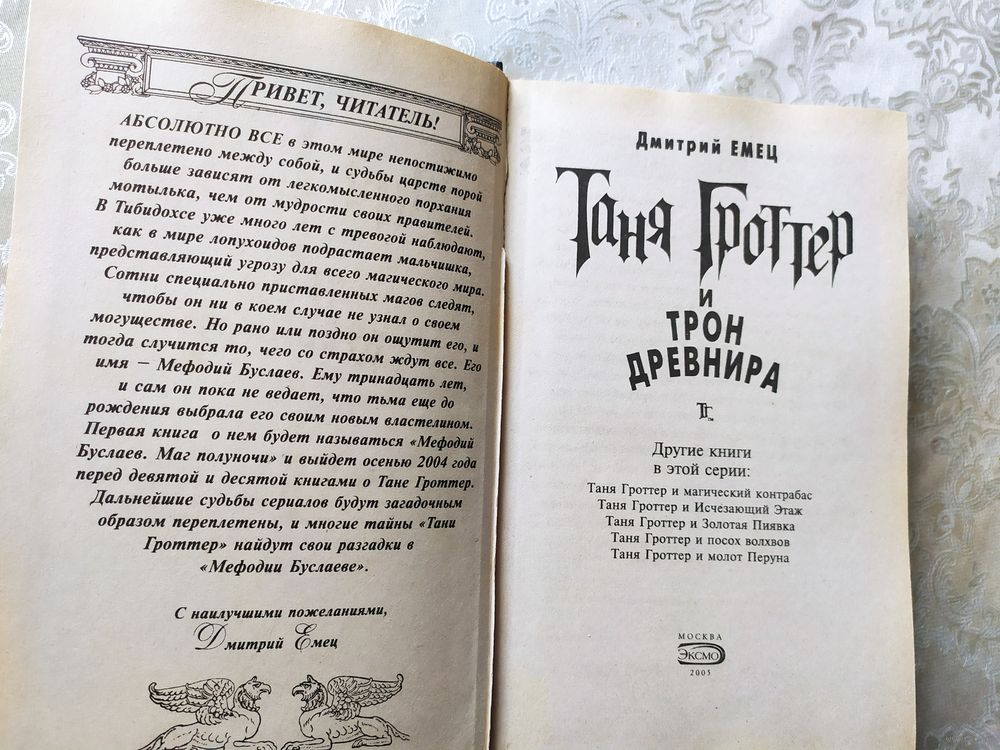 ПРИВЕТ, ЧИТАТЕЛЬ!
АБСОЛЮТНО ВСЕ в этом мире непостижимо
переплетено между собой, и судьбы царств порой
больше зависят от легкомысленного порхания
мотылька, чем от мудрости своих правителей.
В Тибидохсе уже много лет с тревогой наблюдают,
как в мире лопухоидов подрастает мальчишка,
представляющий угрозу для всего магического мира.
Сотни специально приставленных магов следят,
чтобы он ни в коем случае не узнал о своем
могуществе. Но рано или поздно он ощутит его, и
тогда случится то, чего со страхом ждут все. Его
имя — Мефодий Буслаев. Ему тринадцать лет,
и сам он пока не ведает, что тьма еще до
рождения выбрала его своим новым властелином.
Первая книга о нем будет называться «Мефодий
Буслаев. Маг полуночи» и выйдет осенью 2004 года
перед девятой и десятой книгами о Тане Гроттер.
Дальнейшие судьбы сериалов будут загадочным
образом переплетены, и многие тайны «Тани
Гроттер» найдут свои разгадки в
«Мефодии Буслаеве».
С наилучшими пожеланиями,
Дмитрий Емец
Дмитрий ЕМЕЦ
Таня Гроттер
и
ТРОН
ДРЕВНИРА
ТГ™
Другие книги
в этой серии:
Таня Гроттер и магический контрабас
Таня Гроттер и Исчезающий Этаж
Таня Гроттер и Золотая Пиявка
Таня Гроттер и посох волхвов
Таня Гроттер и молот Перуна
МОСКВА
ЭКСМО
2005